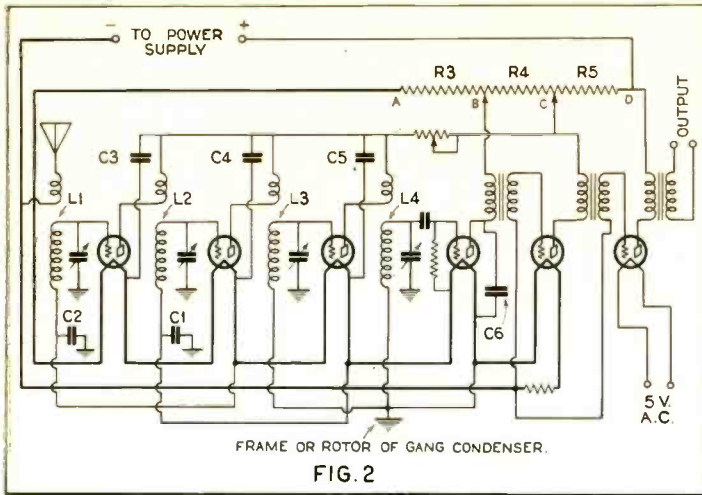 − TO POWER +
SUPPLY
R3 R4 R5
A B C D
OUTPUT
C3 C4 C5
L1 L2 L3 L4
C2 C1 C6
5 V.
A.C.
FRAME OR ROTOR OF GANG CONDENSER.
FIG. 2